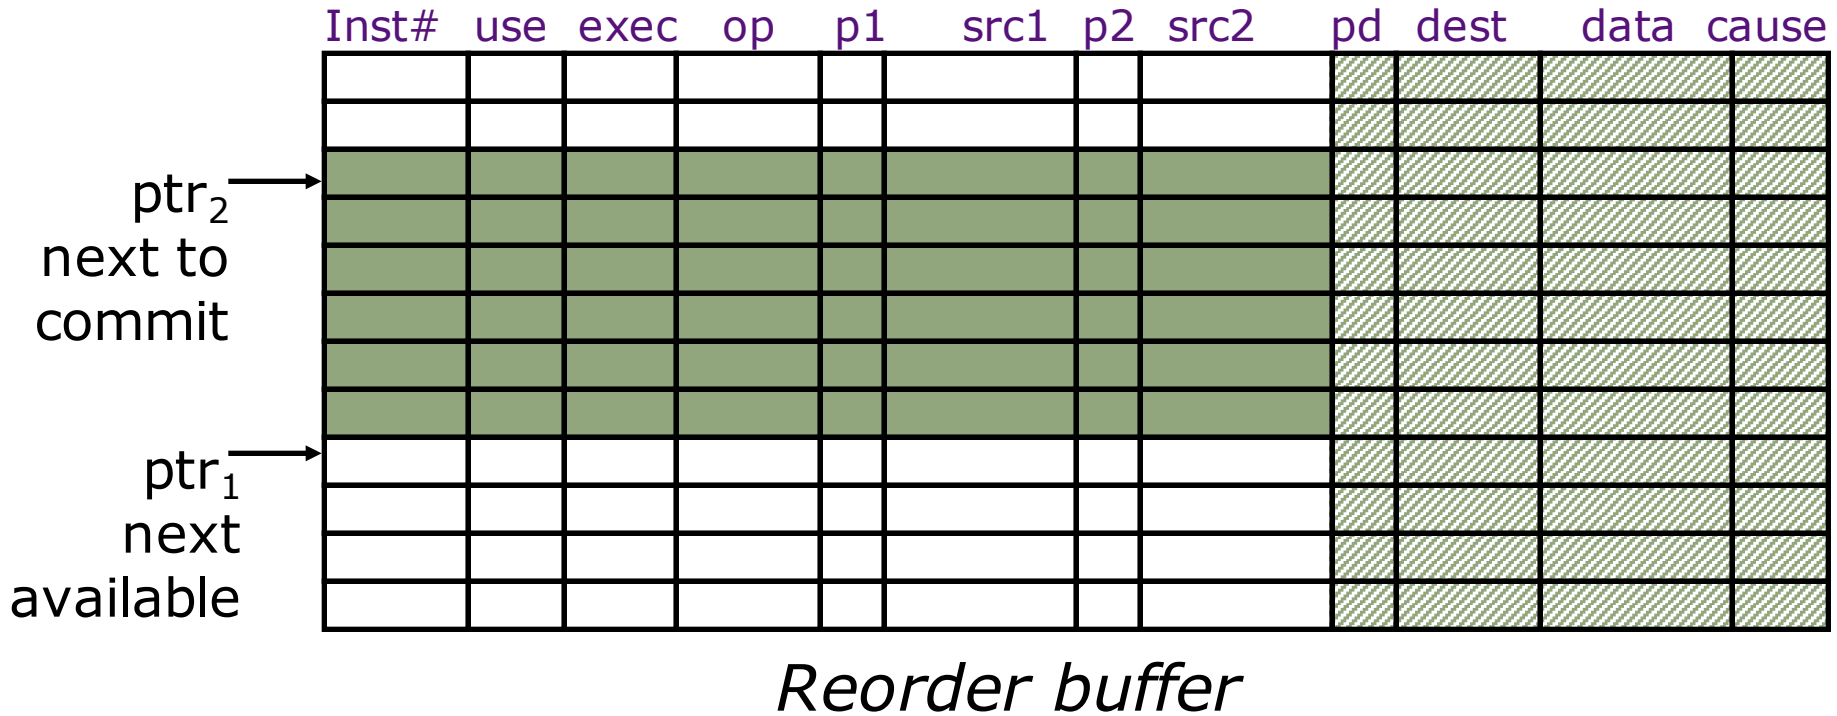 Inst# use exec op p1 src1 p2 src2 pd dest data cause
ptr₂
next to
commit
ptr₁
next
available
Reorder buffer